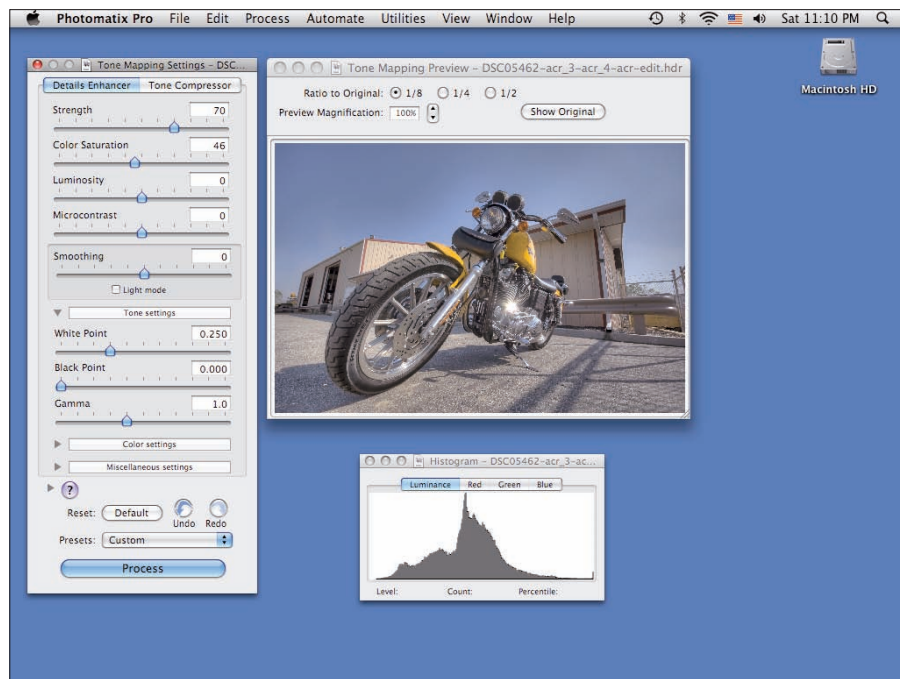 Photomatix Pro File Edit Process Automate Utilities View Window Help Sat 11:10 PM
Macintosh HD
Tone Mapping Settings – DSC...
Details Enhancer Tone Compressor
Strength 70
Color Saturation 46
Luminosity 0
Microcontrast 0
Smoothing 0
Light mode
Tone settings
White Point 0.250
Black Point 0.000
Gamma 1.0
Color settings
Miscellaneous settings
?
Reset: Default Undo Redo
Presets: Custom
Process
Tone Mapping Preview – DSC05462-acr_3-acr_4-acr-edit.hdr
Ratio to Original: 1/8 1/4 1/2
Preview Magnification: 100% Show Original
Histogram – DSC05462-acr_3-ac...
Luminance Red Green Blue
Level: Count: Percentile: